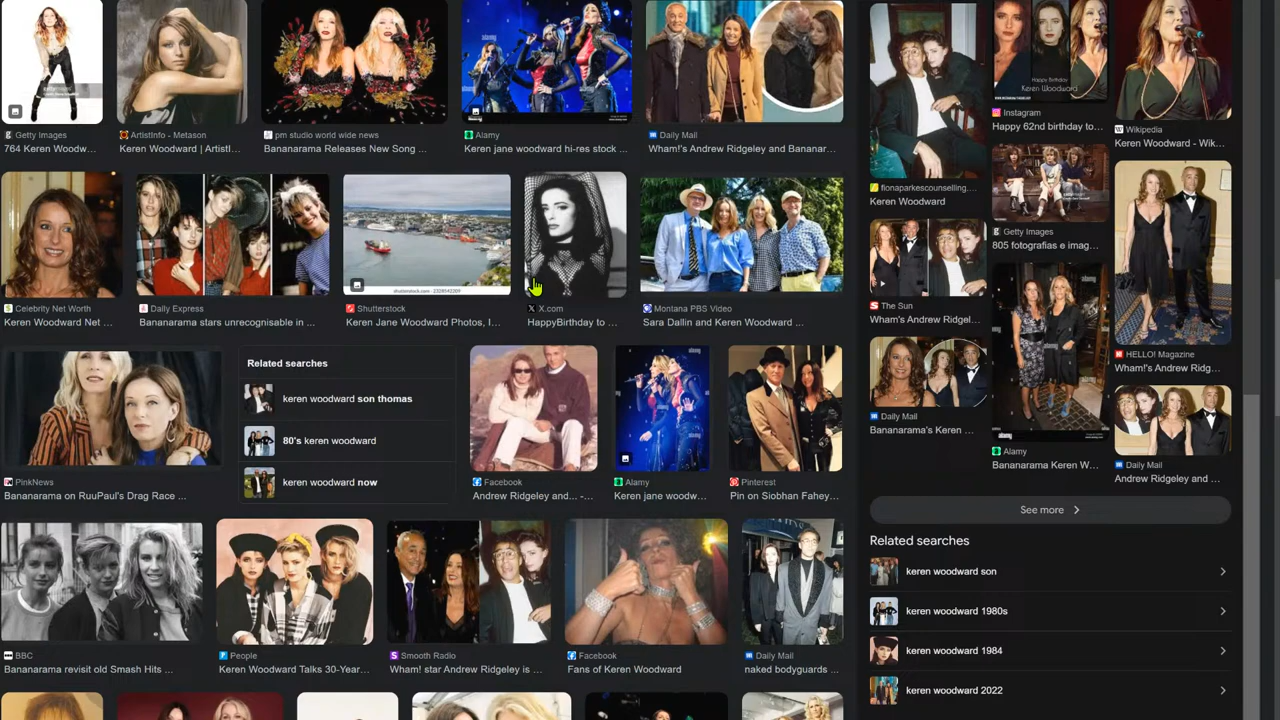 Getty Images
764 Keren Woodw...
ArtistInfo - Metason
Keren Woodward | ArtistI...
pm studio world wide news
Bananarama Releases New Song ...
Alamy
Keren jane woodward hi-res stock ...
Daily Mail
Wham!'s Andrew Ridgeley and Bananar...
Celebrity Net Worth
Keren Woodward Net ...
Daily Express
Bananarama stars unrecognisable in ...
shutterstock.com · 2328542209
Shutterstock
Keren Jane Woodward Photos, I...
X.com
HappyBirthday to ...
Montana PBS Video
Sara Dallin and Keren Woodward ...
PinkNews
Bananarama on RuuPaul's Drag Race ...
Related searches
keren woodward son thomas
80's keren woodward
keren woodward now
Facebook
Andrew Ridgeley and... -...
Alamy
Keren jane woodw...
Pinterest
Pin on Siobhan Fahey...
BBC
Bananarama revisit old Smash Hits ...
People
Keren Woodward Talks 30-Year...
Smooth Radio
Wham! star Andrew Ridgeley is ...
Facebook
Fans of Keren Woodward
Daily Mail
naked bodyguards ...
fionaparkescounselling....
Keren Woodward
The Sun
Wham's Andrew Ridgel...
Daily Mail
Bananarama's Keren ...
Happy Birthday
Keren Woodward
Instagram
Happy 62nd birthday to...
Getty Images
805 fotografias e imag...
alamy
Alamy
Bananarama Keren W...
Wikipedia
Keren Woodward - Wik...
HELLO! Magazine
Wham!'s Andrew Ridg...
Daily Mail
Andrew Ridgeley and ...
See more
Related searches
keren woodward son
keren woodward 1980s
keren woodward 1984
keren woodward 2022